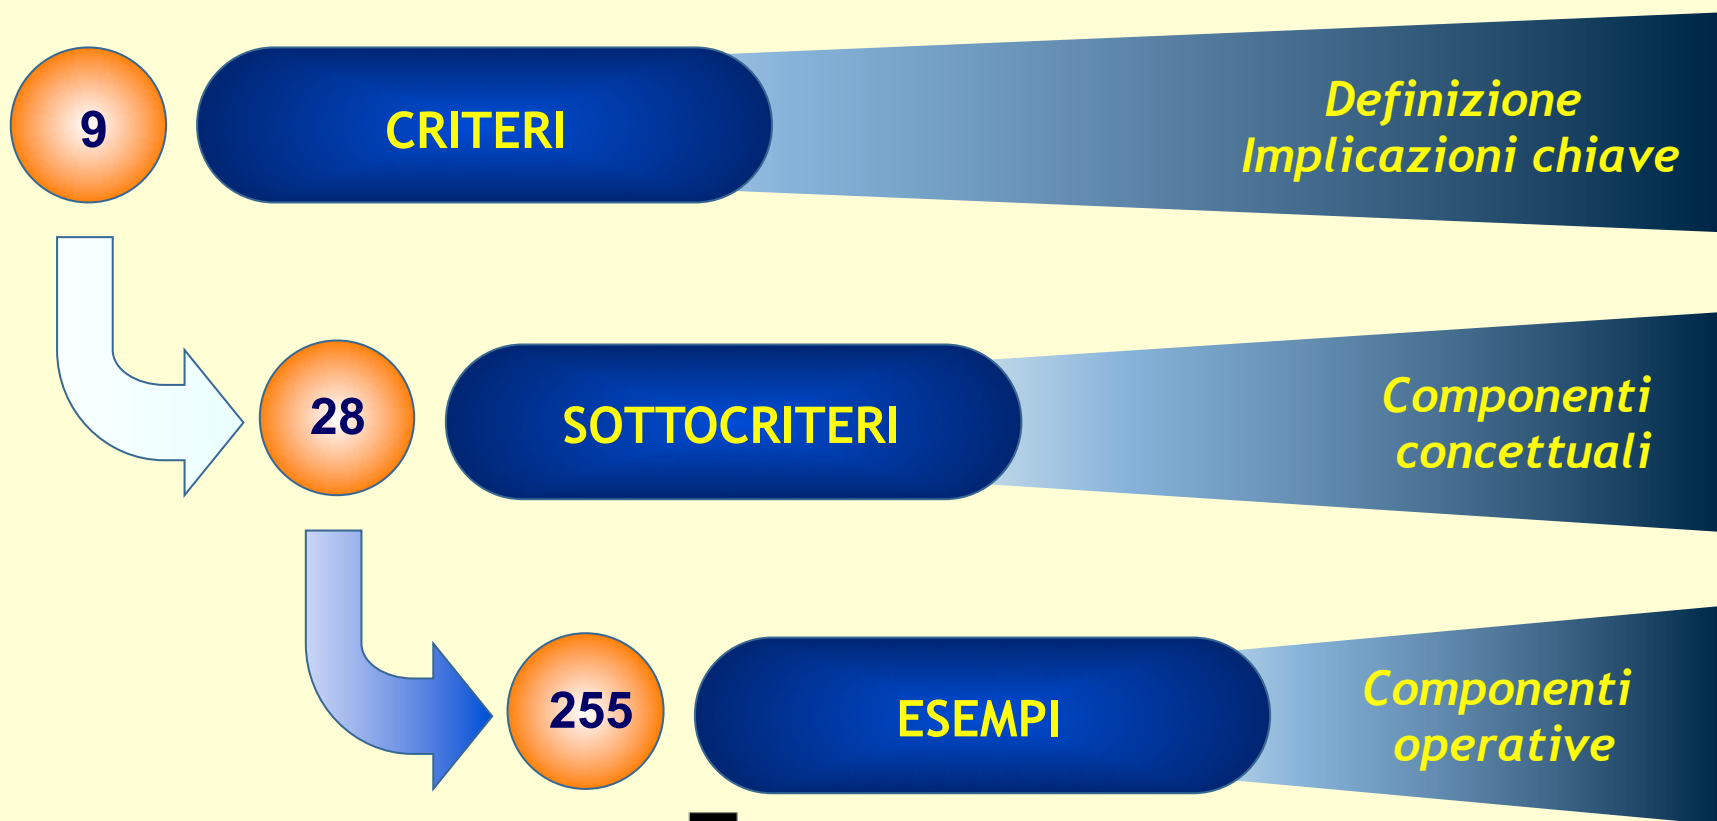 9
CRITERI
Definizione
Implicazioni chiave
28
SOTTOCRITERI
Componenti
concettuali
255
ESEMPI
Componenti
operative